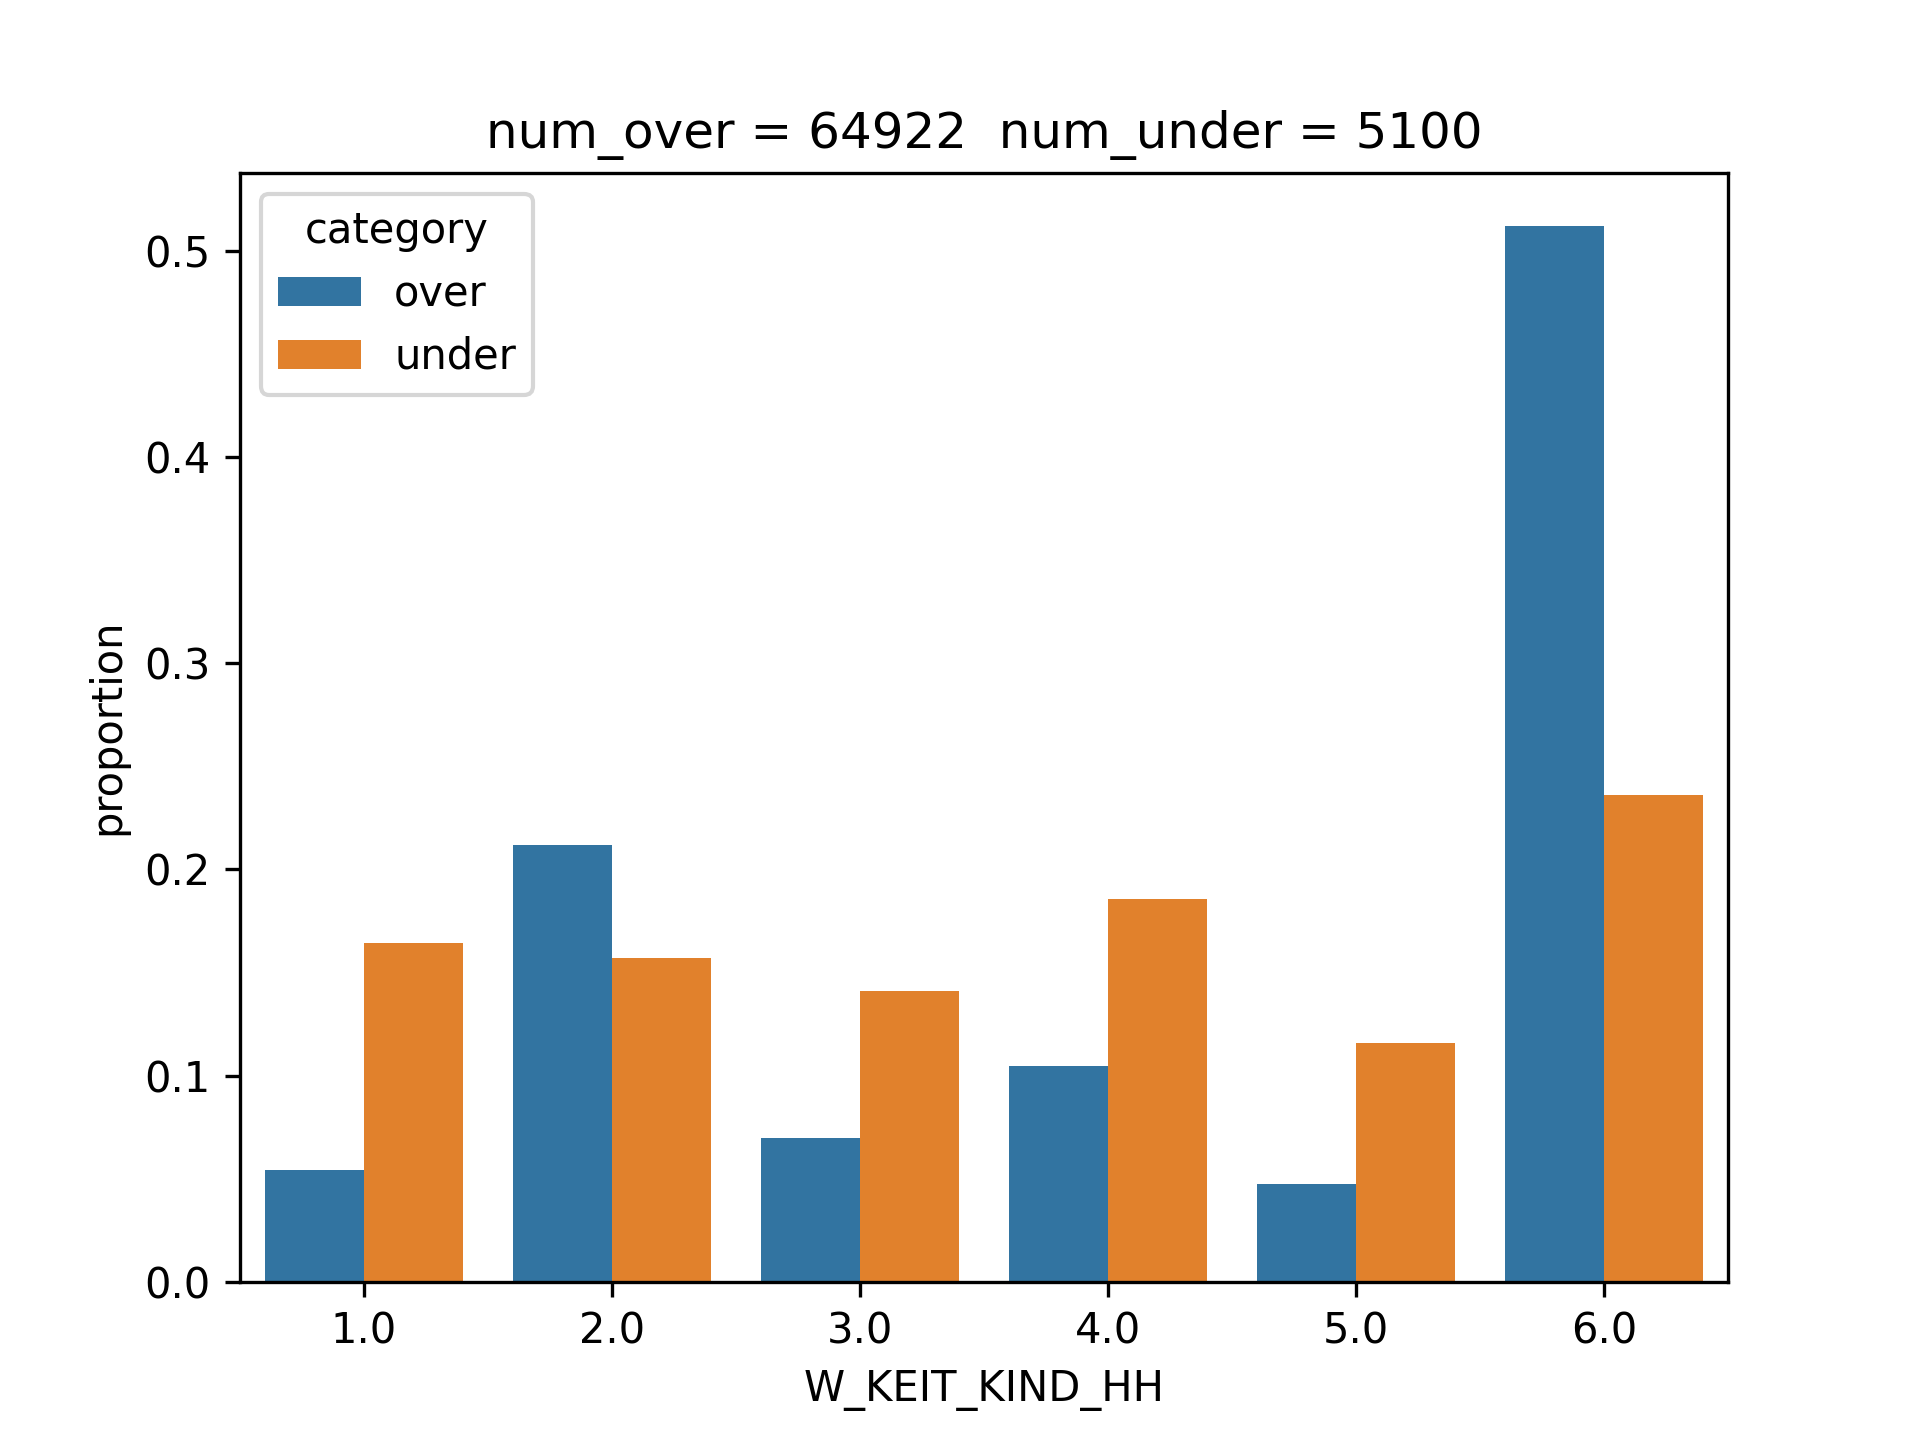 num_over = 64922  num_under = 5100
category
over
under
0.5
0.4
0.3
0.2
0.1
0.0
proportion
1.0 2.0 3.0 4.0 5.0 6.0
W_KEIT_KIND_HH